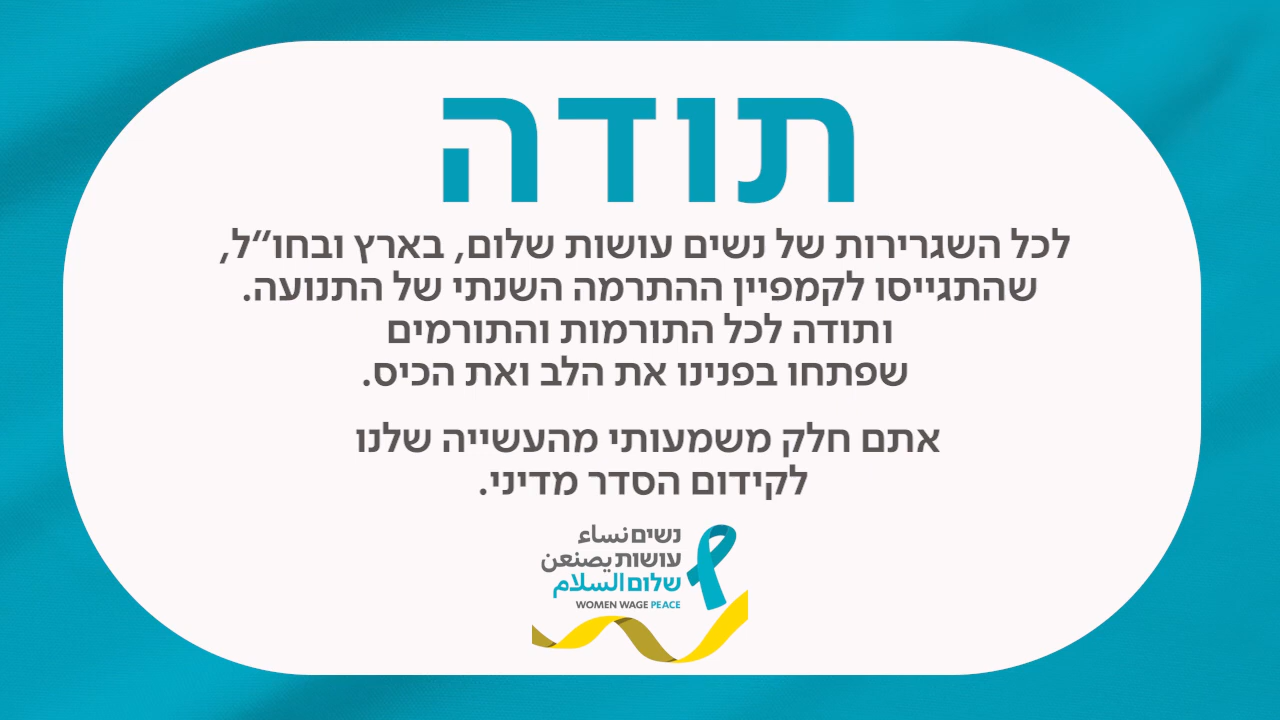 תודה
לכל השגרירות של נשים עושות שלום, בארץ ובחו״ל,
שהתגייסו לקמפיין ההתרמה השנתי של התנועה.
ותודה לכל התורמות והתורמים
שפתחו בפנינו את הלב ואת הכיס.
אתם חלק משמעותי מהעשייה שלנו
לקידום הסדר מדיני.
נשים نساء
עושות يصنعن
שלום السلام
WOMEN WAGE PEACE